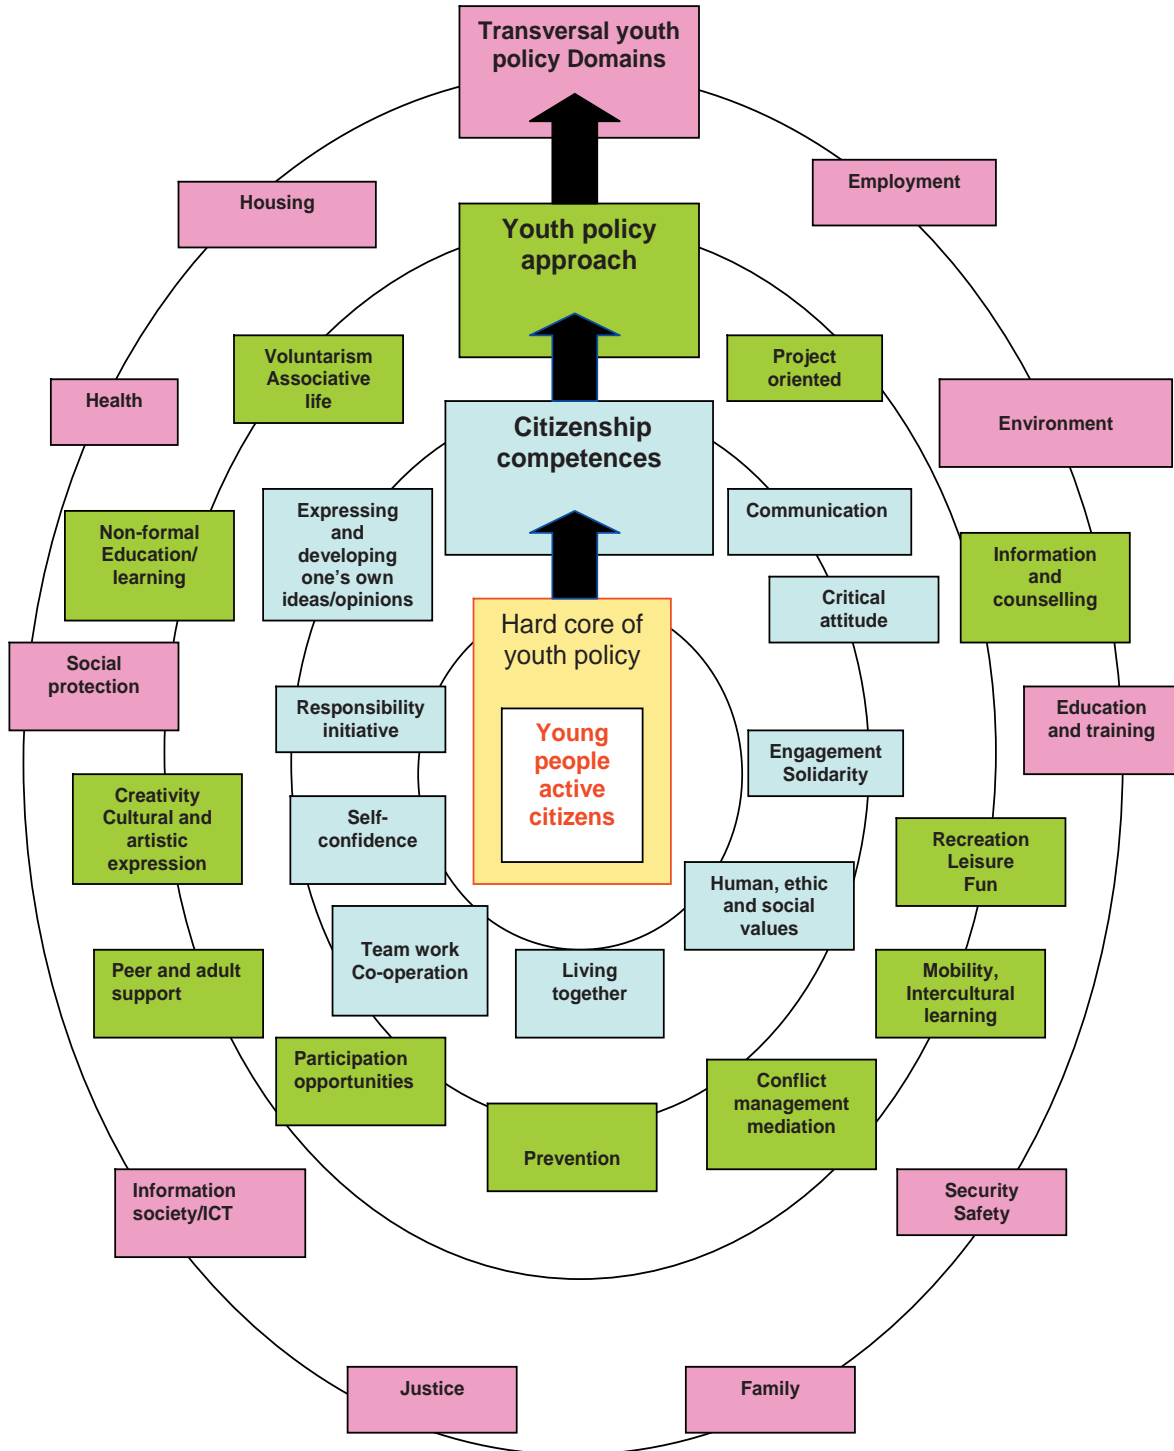 Transversal youth
policy Domains
Housing
Employment
Youth policy
approach
Voluntarism
Associative
life
Project
oriented
Health
Environment
Citizenship
competences
Expressing
and
developing
one's own
ideas/opinions
Communication
Non-formal
Education/
learning
Information
and
counselling
Critical
attitude
Hard core of
youth policy
Social
protection
Responsibility
initiative
Education
and training
Young
people
active
citizens
Engagement
Solidarity
Creativity
Cultural and
artistic
expression
Self-
confidence
Recreation
Leisure
Fun
Human, ethic
and social
values
Team work
Co-operation
Living
together
Peer and adult
support
Mobility,
Intercultural
learning
Participation
opportunities
Conflict
management
mediation
Prevention
Information
society/ICT
Security
Safety
Justice
Family